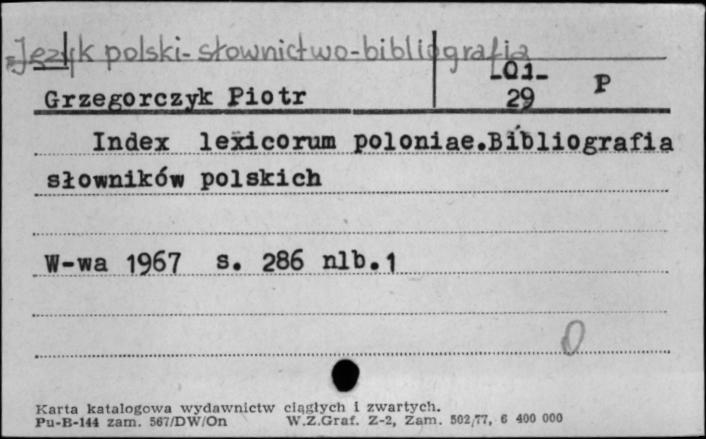 Język polski-słownictwo-bibliografia
Grzegorczyk Piotr
29 P
Index lexicorum poloniae.Bibliografia
słowników polskich
W-wa 1967 s. 286 nlb.1
0
Karta katalogowa wydawnictw ciągłych i zwartych.
Pu-B-144 zam. 567/DW/On W.Z.Graf. Z-2, Zam. 502/77, 6 400 000